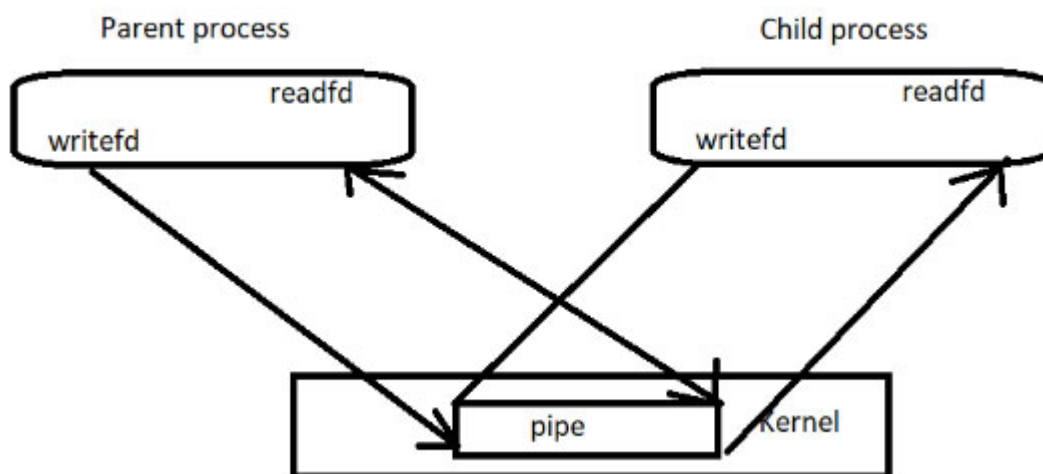 Parent process
Child process
readfd
readfd
writefd
writefd
pipe
Kernel